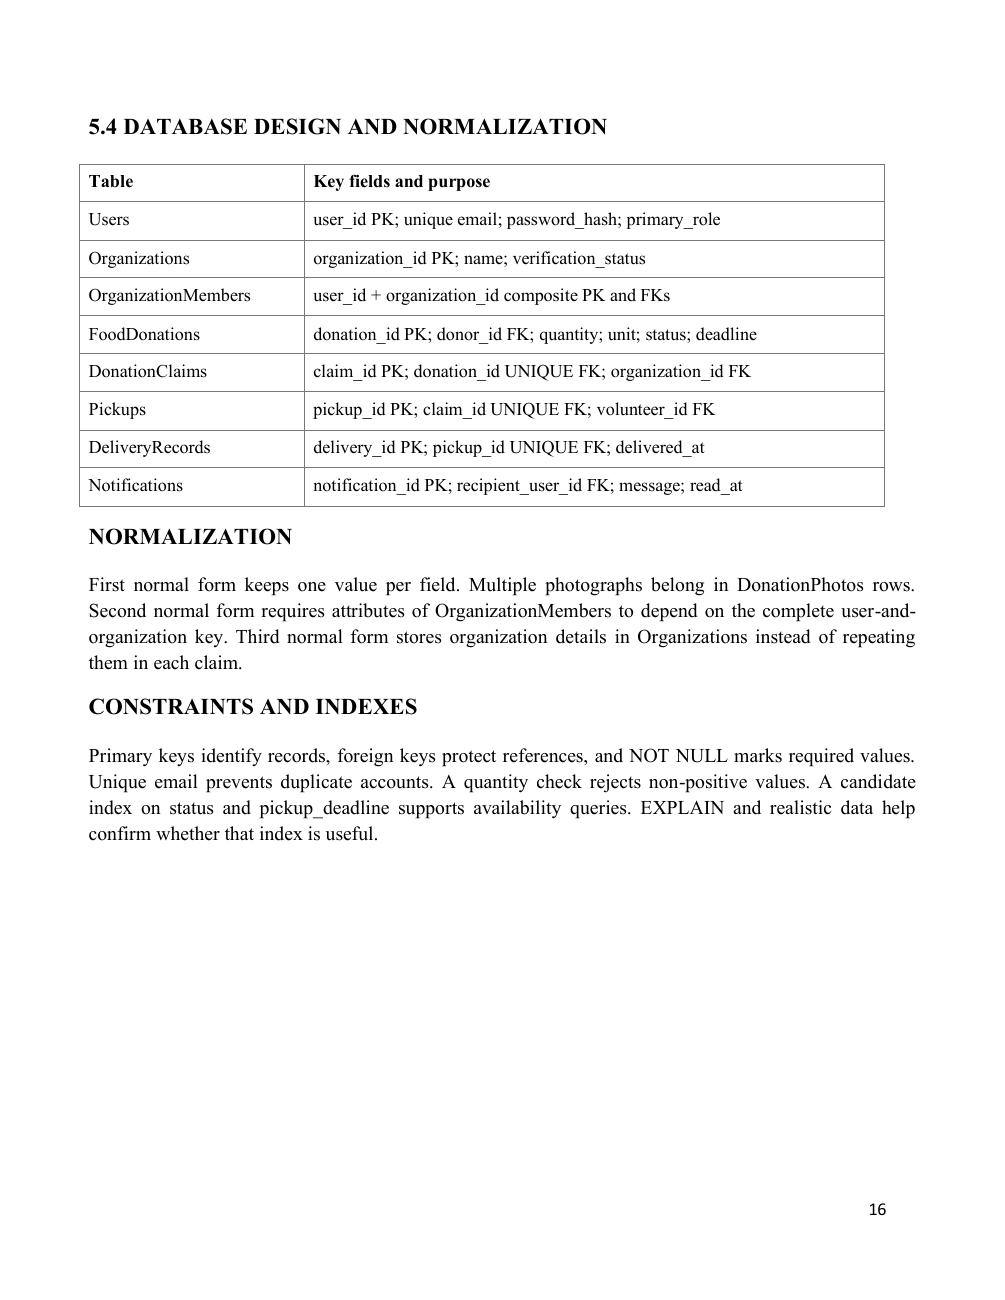 5.4 DATABASE DESIGN AND NORMALIZATION
Table Key fields and purpose
Users user_id PK; unique email; password_hash; primary_role
Organizations organization_id PK; name; verification_status
OrganizationMembers user_id + organization_id composite PK and FKs
FoodDonations donation_id PK; donor_id FK; quantity; unit; status; deadline
DonationClaims claim_id PK; donation_id UNIQUE FK; organization_id FK
Pickups pickup_id PK; claim_id UNIQUE FK; volunteer_id FK
DeliveryRecords delivery_id PK; pickup_id UNIQUE FK; delivered_at
Notifications notification_id PK; recipient_user_id FK; message; read_at
NORMALIZATION
First normal form keeps one value per field. Multiple photographs belong in DonationPhotos rows.
Second normal form requires attributes of OrganizationMembers to depend on the complete user-and-
organization key. Third normal form stores organization details in Organizations instead of repeating
them in each claim.
CONSTRAINTS AND INDEXES
Primary keys identify records, foreign keys protect references, and NOT NULL marks required values.
Unique email prevents duplicate accounts. A quantity check rejects non-positive values. A candidate
index on status and pickup_deadline supports availability queries. EXPLAIN and realistic data help
confirm whether that index is useful.
16